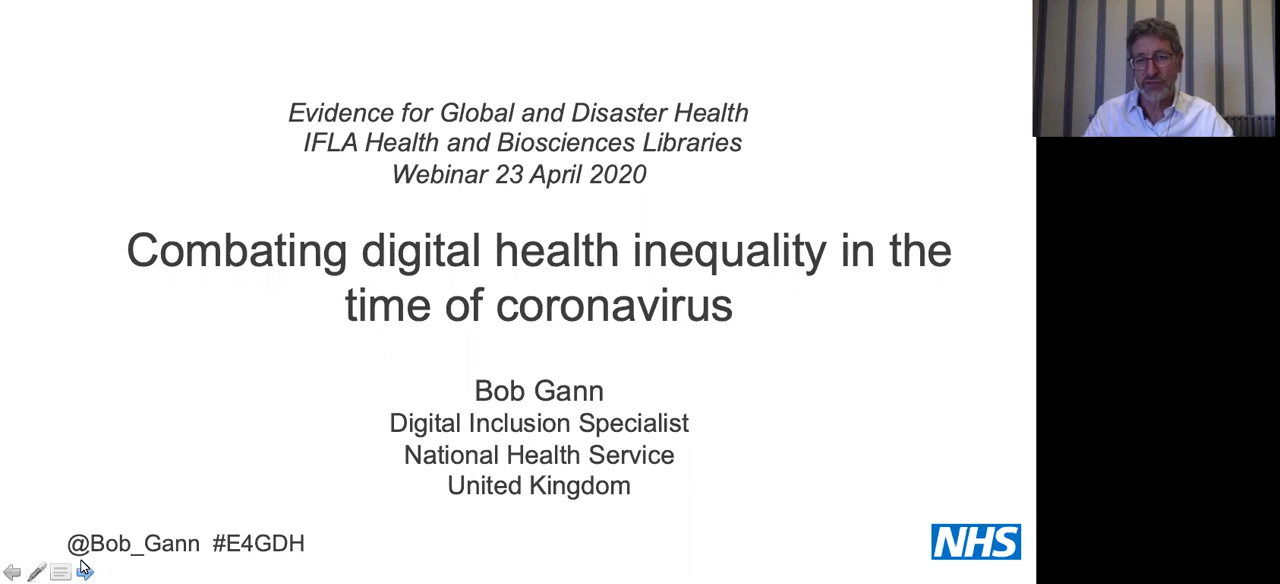 Evidence for Global and Disaster Health
IFLA Health and Biosciences Libraries
Webinar 23 April 2020
Combating digital health inequality in the
time of coronavirus
Bob Gann
Digital Inclusion Specialist
National Health Service
United Kingdom
@Bob_Gann #E4GDH
NHS